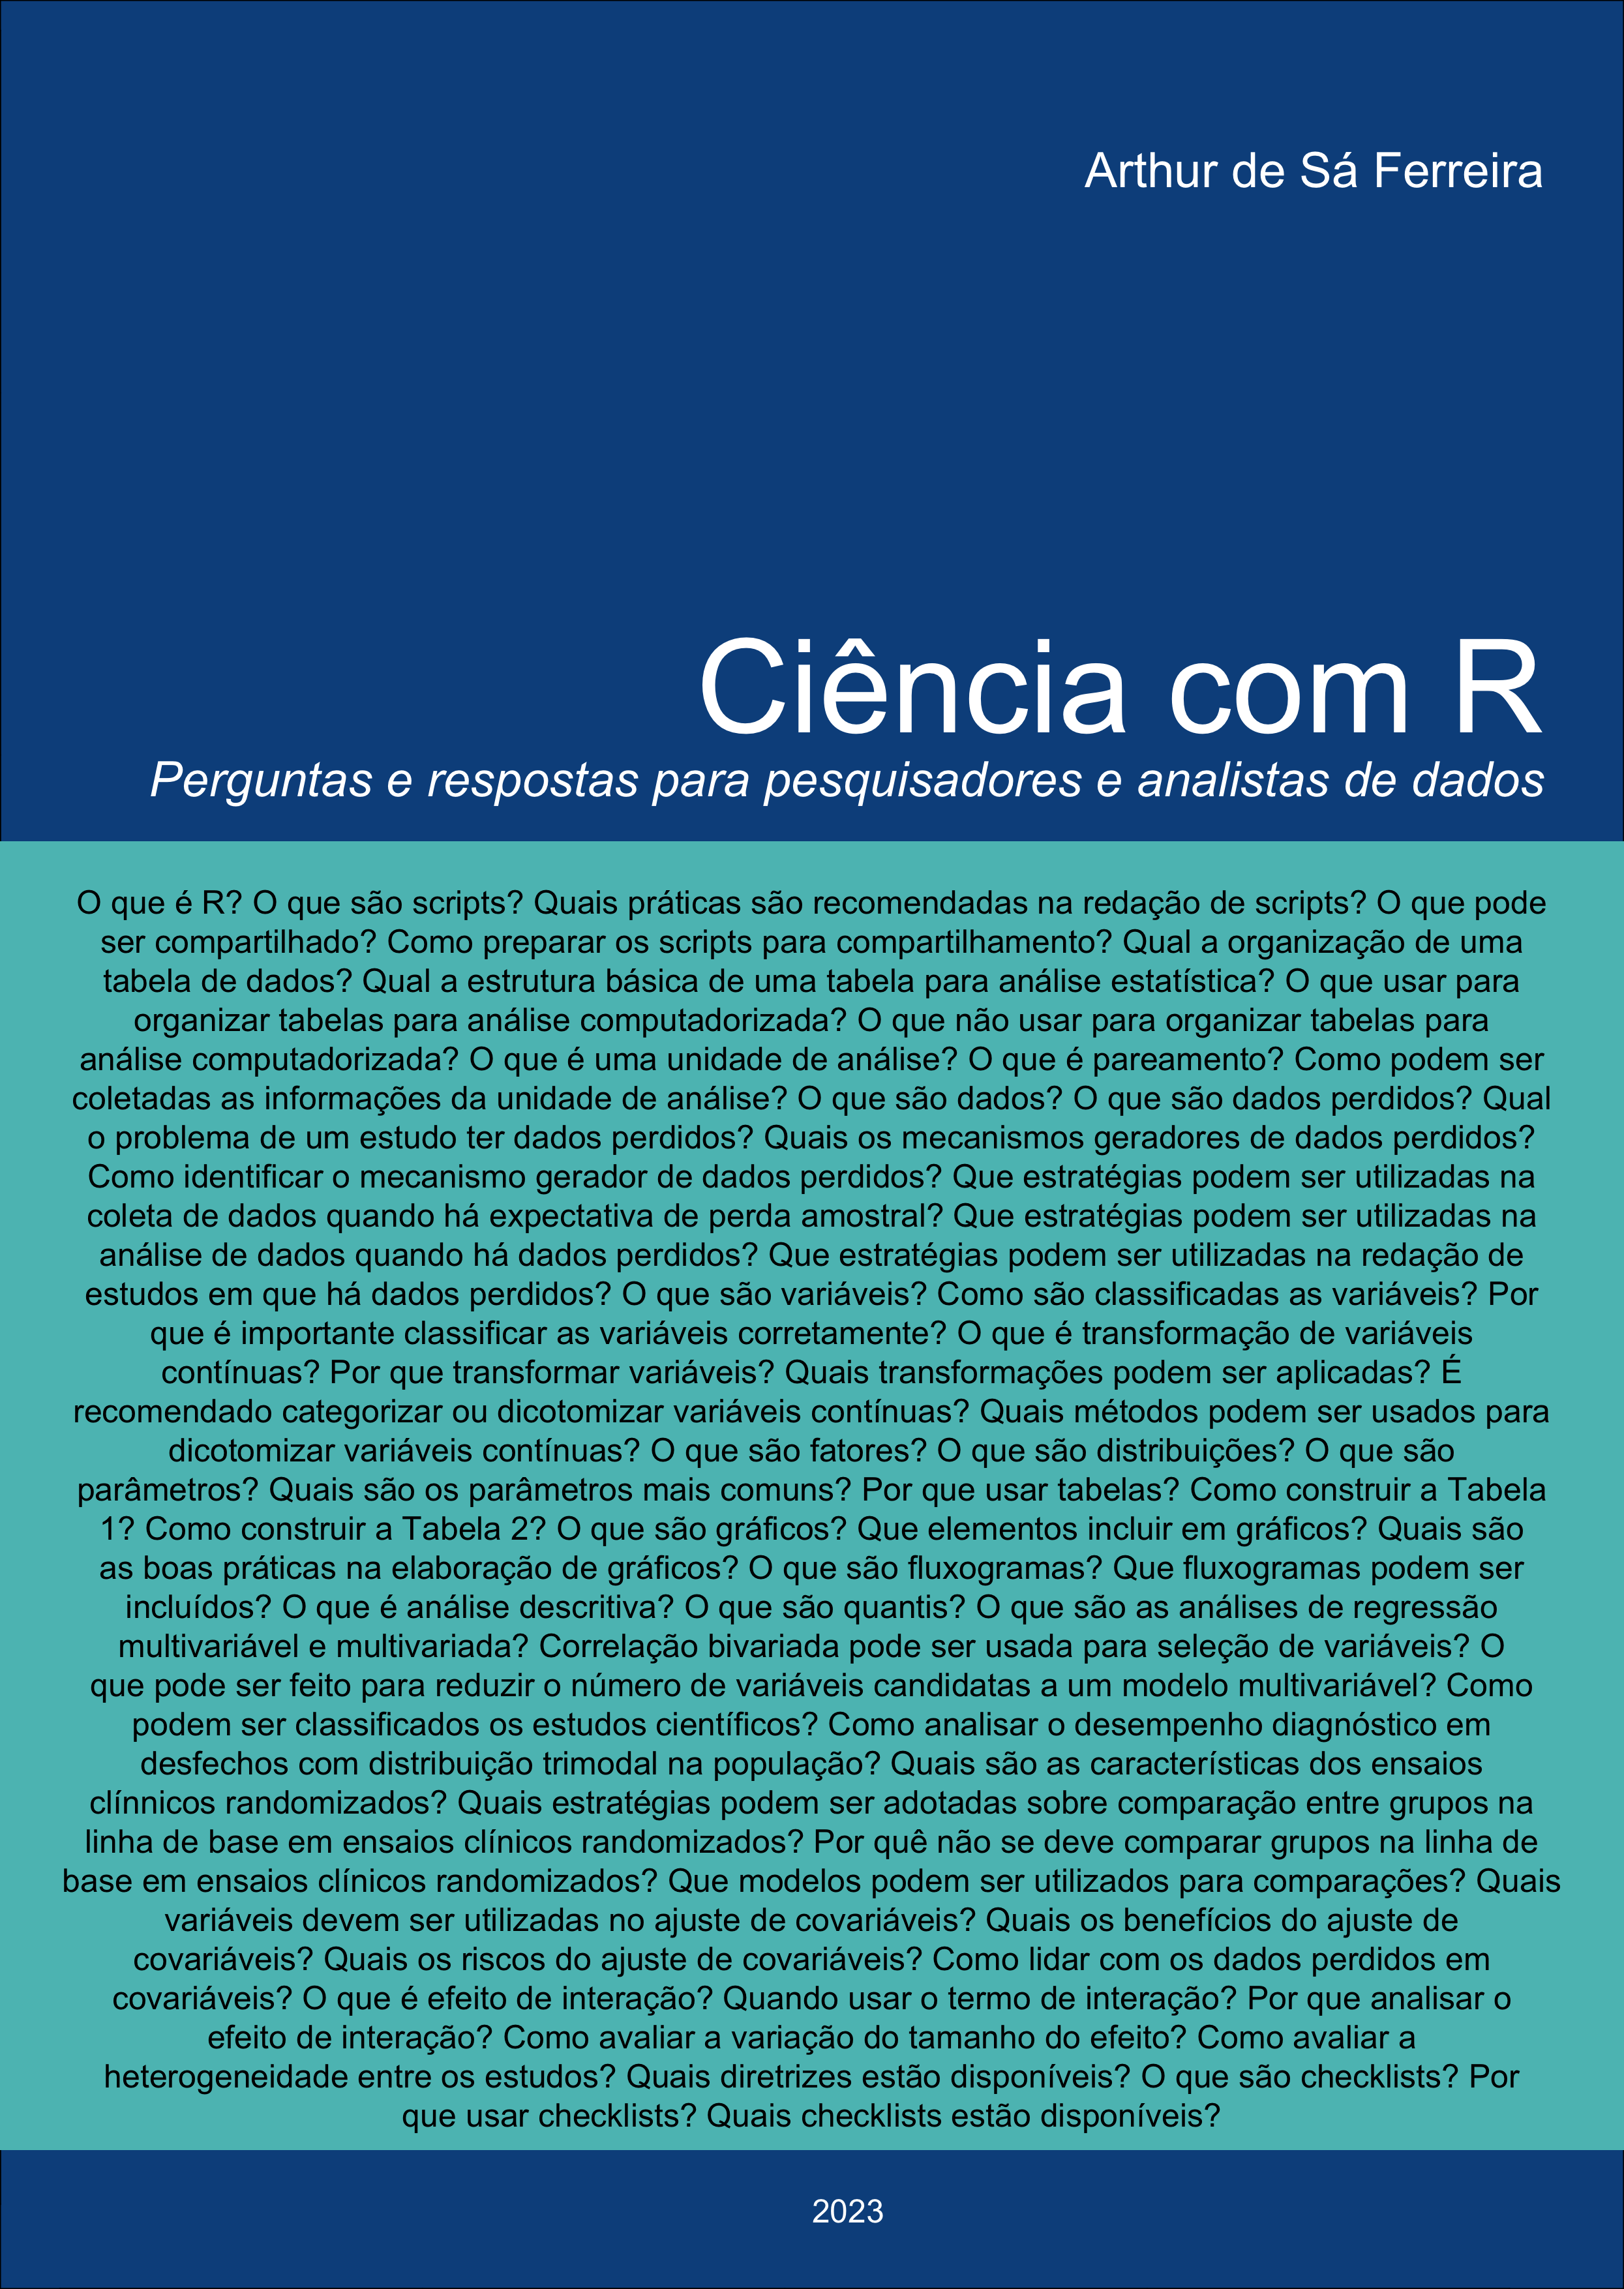 Arthur de Sá Ferreira
Ciência com R
Perguntas e respostas para pesquisadores e analistas de dados
O que é R? O que são scripts? Quais práticas são recomendadas na redação de scripts? O que pode
ser compartilhado? Como preparar os scripts para compartilhamento? Qual a organização de uma
tabela de dados? Qual a estrutura básica de uma tabela para análise estatística? O que usar para
organizar tabelas para análise computadorizada? O que não usar para organizar tabelas para
análise computadorizada? O que é uma unidade de análise? O que é pareamento? Como podem ser
coletadas as informações da unidade de análise? O que são dados? O que são dados perdidos? Qual
o problema de um estudo ter dados perdidos? Quais os mecanismos geradores de dados perdidos?
Como identificar o mecanismo gerador de dados perdidos? Que estratégias podem ser utilizadas na
coleta de dados quando há expectativa de perda amostral? Que estratégias podem ser utilizadas na
análise de dados quando há dados perdidos? Que estratégias podem ser utilizadas na redação de
estudos em que há dados perdidos? O que são variáveis? Como são classificadas as variáveis? Por
que é importante classificar as variáveis corretamente? O que é transformação de variáveis
contínuas? Por que transformar variáveis? Quais transformações podem ser aplicadas? É
recomendado categorizar ou dicotomizar variáveis contínuas? Quais métodos podem ser usados para
dicotomizar variáveis contínuas? O que são fatores? O que são distribuições? O que são
parâmetros? Quais são os parâmetros mais comuns? Por que usar tabelas? Como construir a Tabela
1? Como construir a Tabela 2? O que são gráficos? Que elementos incluir em gráficos? Quais são
as boas práticas na elaboração de gráficos? O que são fluxogramas? Que fluxogramas podem ser
incluídos? O que é análise descritiva? O que são quantis? O que são as análises de regressão
multivariável e multivariada? Correlação bivariada pode ser usada para seleção de variáveis? O
que pode ser feito para reduzir o número de variáveis candidatas a um modelo multivariável? Como
podem ser classificados os estudos científicos? Como analisar o desempenho diagnóstico em
desfechos com distribuição trimodal na população? Quais são as características dos ensaios
clínnicos randomizados? Quais estratégias podem ser adotadas sobre comparação entre grupos na
linha de base em ensaios clínicos randomizados? Por quê não se deve comparar grupos na linha de
base em ensaios clínicos randomizados? Que modelos podem ser utilizados para comparações? Quais
variáveis devem ser utilizadas no ajuste de covariáveis? Quais os benefícios do ajuste de
covariáveis? Quais os riscos do ajuste de covariáveis? Como lidar com os dados perdidos em
covariáveis? O que é efeito de interação? Quando usar o termo de interação? Por que analisar o
efeito de interação? Como avaliar a variação do tamanho do efeito? Como avaliar a
heterogeneidade entre os estudos? Quais diretrizes estão disponíveis? O que são checklists? Por
que usar checklists? Quais checklists estão disponíveis?
2023